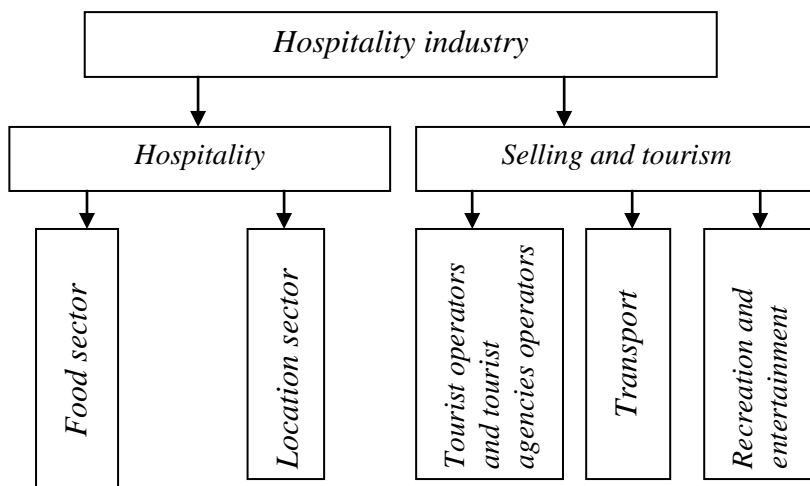 Hospitality industry
Hospitality
Selling and tourism
Food sector
Location sector
Tourist operators
and tourist
agencies operators
Transport
Recreation and
entertainment